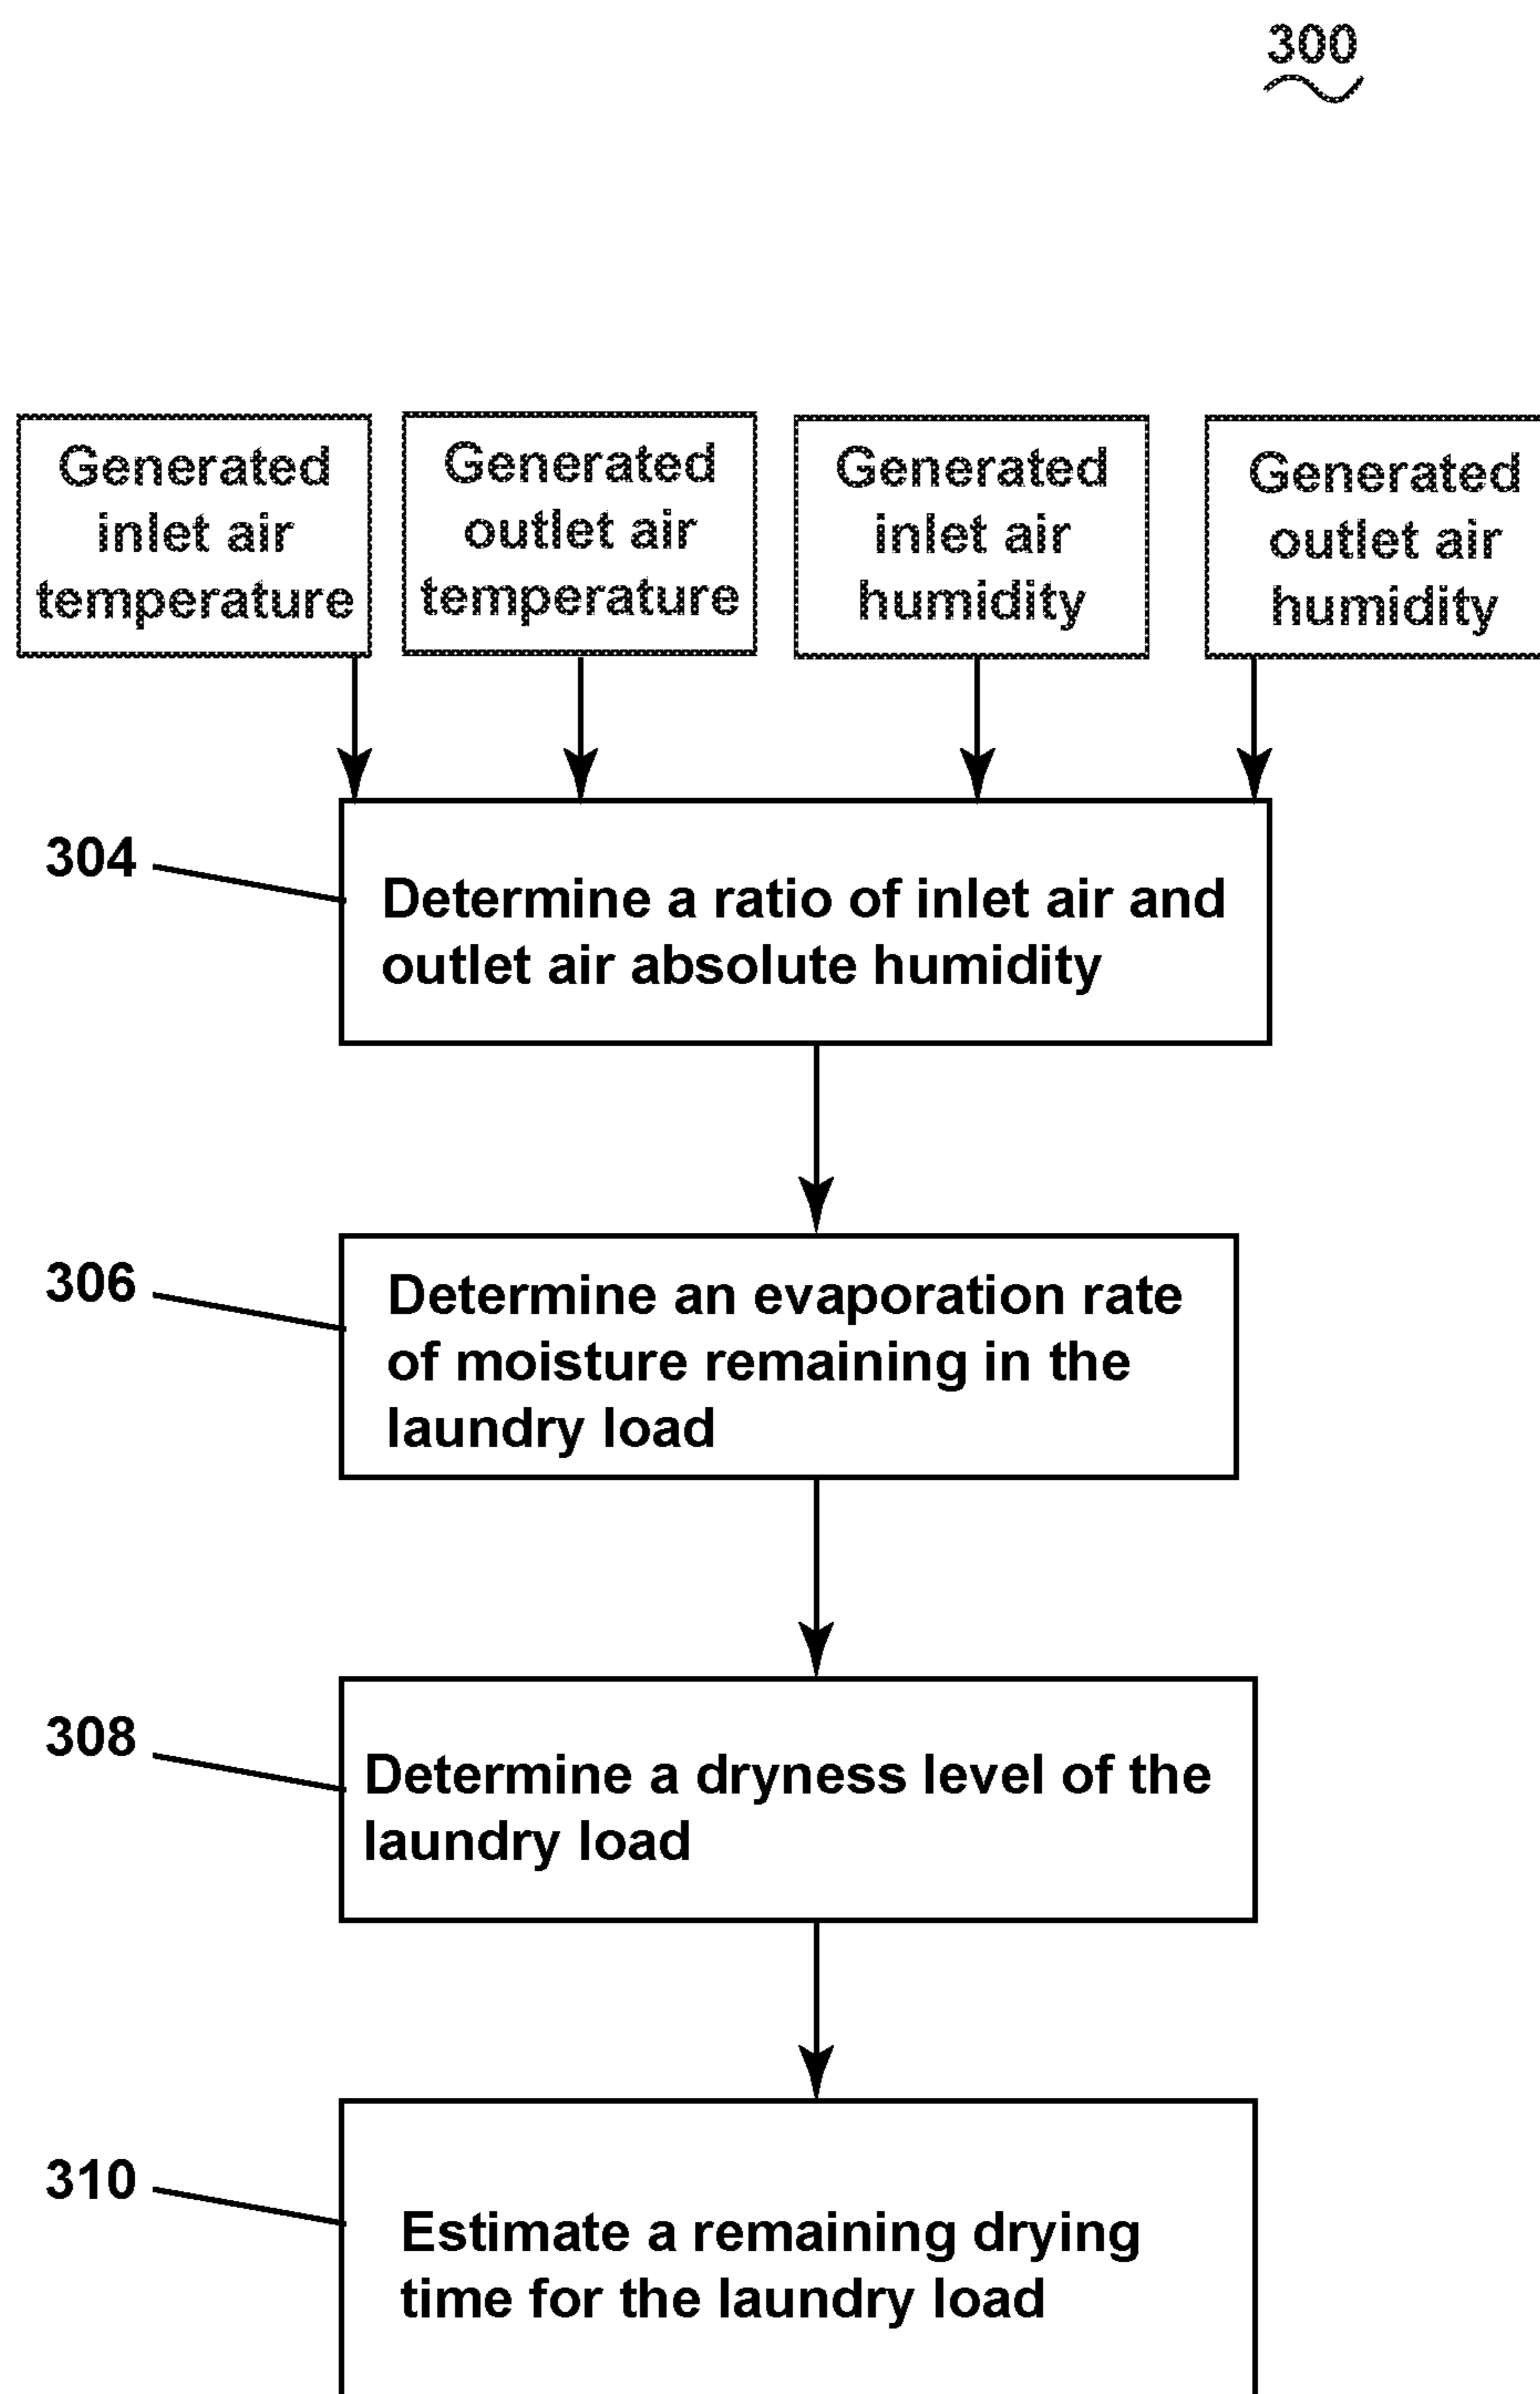 300
Generated
inlet air
temperature
Generated
outlet air
temperature
Generated
inlet air
humidity
Generated
outlet air
humidity
304
Determine a ratio of inlet air and
outlet air absolute humidity
306
Determine an evaporation rate
of moisture remaining in the
laundry load
308
Determine a dryness level of the
laundry load
310
Estimate a remaining drying
time for the laundry load